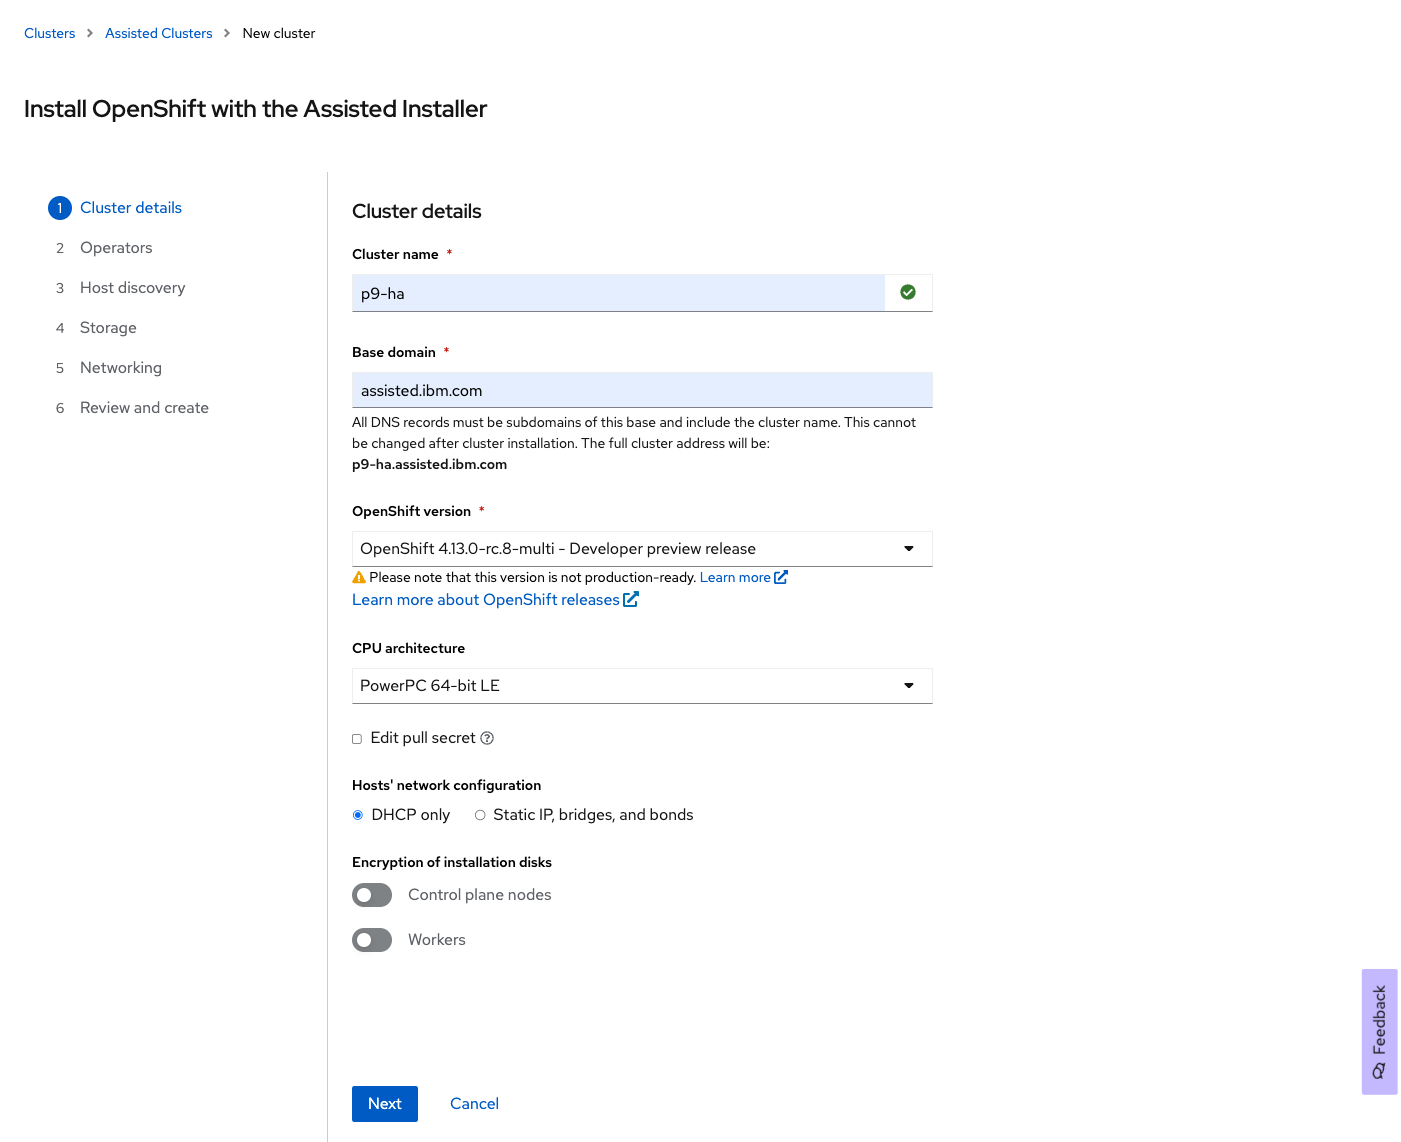 Clusters > Assisted Clusters > New cluster
Install OpenShift with the Assisted Installer
1 Cluster details
2 Operators
3 Host discovery
4 Storage
5 Networking
6 Review and create
Cluster details
Cluster name *
p9-ha
Base domain *
assisted.ibm.com
All DNS records must be subdomains of this base and include the cluster name. This cannot
be changed after cluster installation. The full cluster address will be:
p9-ha.assisted.ibm.com
OpenShift version *
OpenShift 4.13.0-rc.8-multi - Developer preview release
Please note that this version is not production-ready. Learn more
Learn more about OpenShift releases
CPU architecture
PowerPC 64-bit LE
Edit pull secret
Hosts' network configuration
DHCP only Static IP, bridges, and bonds
Encryption of installation disks
Control plane nodes
Workers
Next Cancel
Feedback